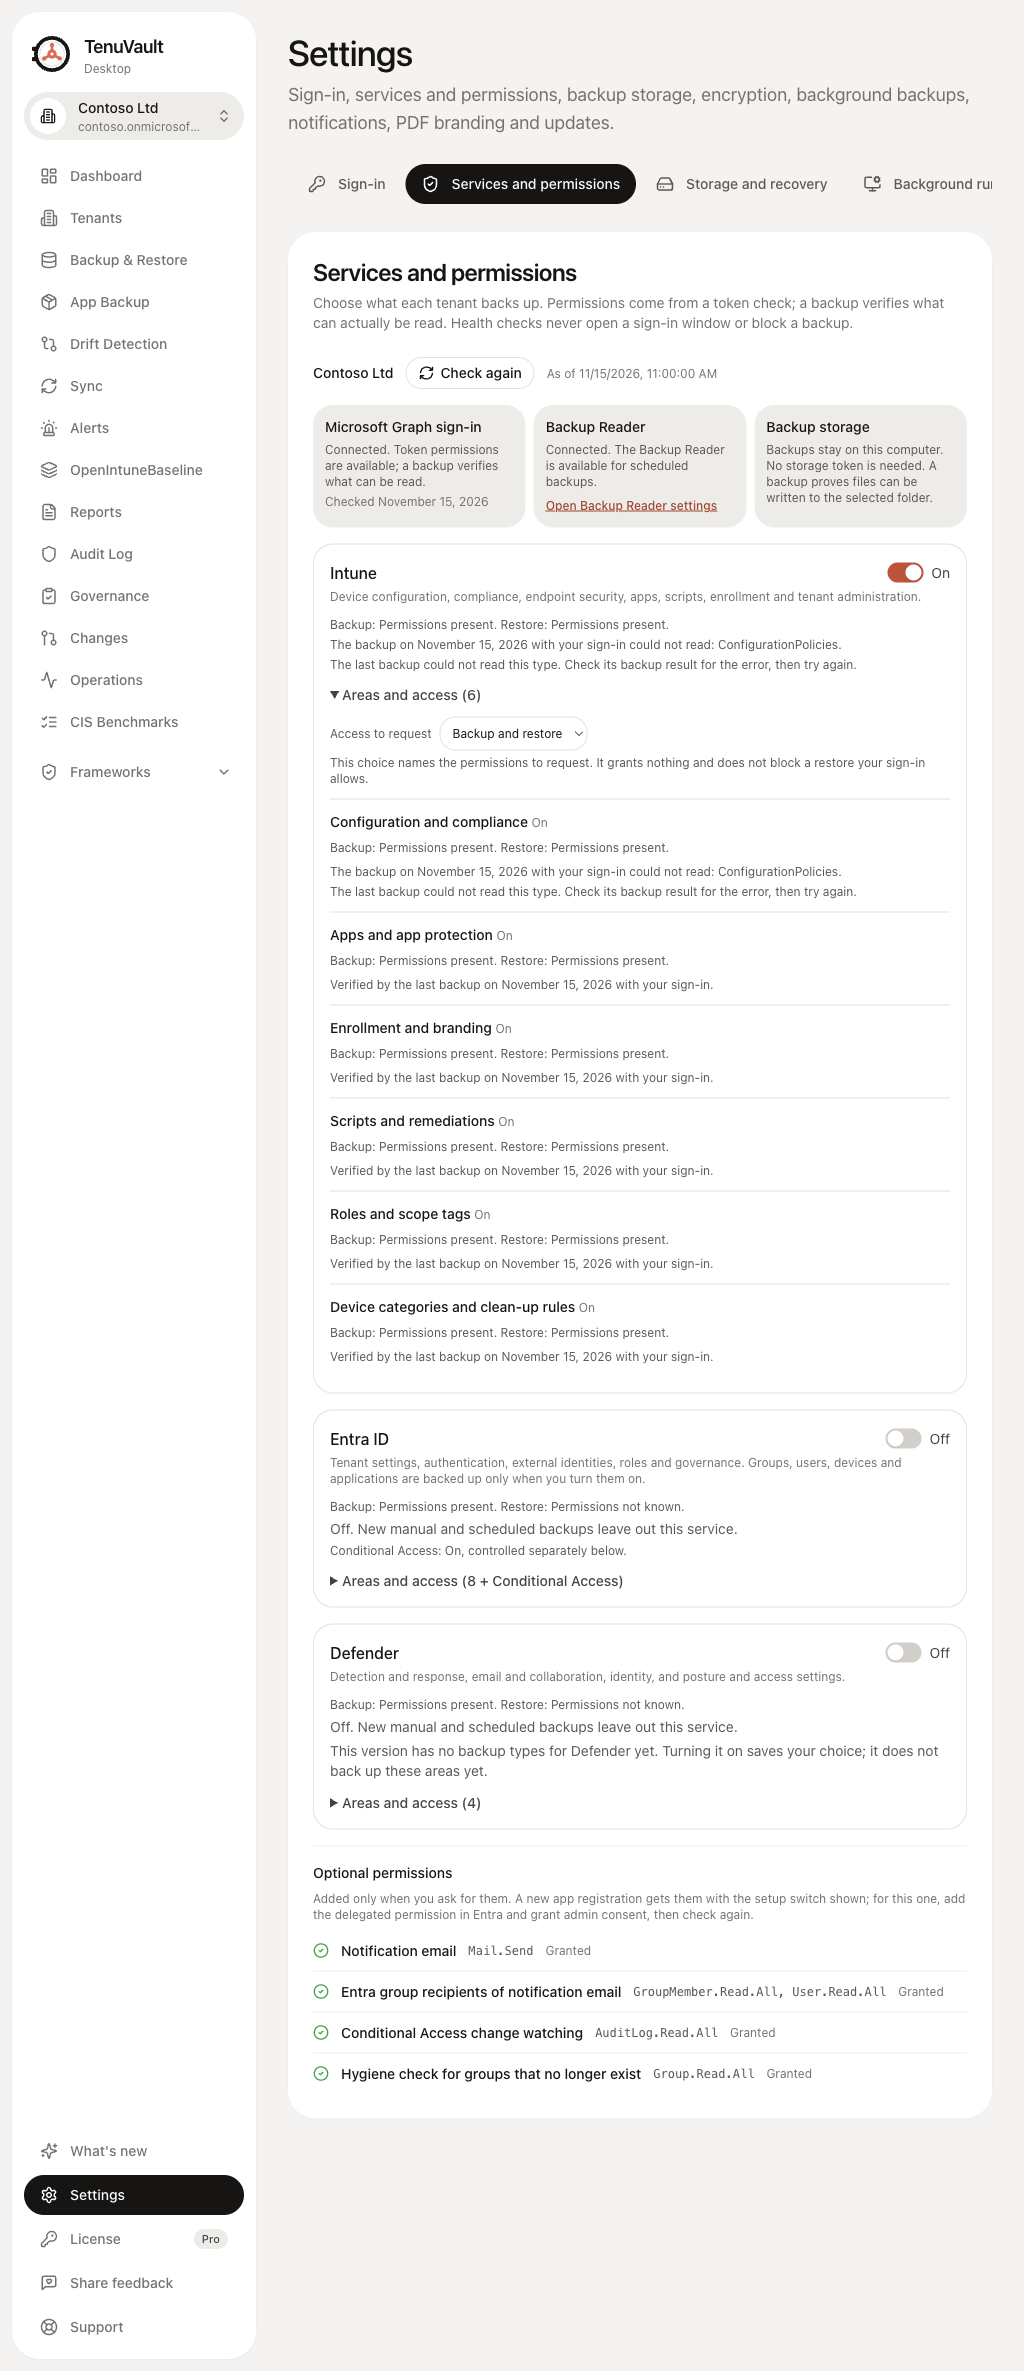 TenuVault
Desktop
Contoso Ltd
contoso.onmicrosof...
Dashboard
Tenants
Backup & Restore
App Backup
Drift Detection
Sync
Alerts
OpenIntuneBaseline
Reports
Audit Log
Governance
Changes
Operations
CIS Benchmarks
Frameworks
What's new
Settings
License
Pro
Share feedback
Support
Settings
Sign-in, services and permissions, backup storage, encryption, background backups,
notifications, PDF branding and updates.
Sign-in
Services and permissions
Storage and recovery
Background ru
Services and permissions
Choose what each tenant backs up. Permissions come from a token check; a backup verifies what
can actually be read. Health checks never open a sign-in window or block a backup.
Contoso Ltd
Check again
As of 11/15/2026, 11:00:00 AM
Microsoft Graph sign-in
Connected. Token permissions
are available; a backup verifies
what can be read.
Checked November 15, 2026
Backup Reader
Connected. The Backup Reader
is available for scheduled
backups.
Open Backup Reader settings
Backup storage
Backups stay on this computer.
No storage token is needed. A
backup proves files can be
written to the selected folder.
Intune
On
Device configuration, compliance, endpoint security, apps, scripts, enrollment and tenant administration.
Backup: Permissions present. Restore: Permissions present.
The backup on November 15, 2026 with your sign-in could not read: ConfigurationPolicies.
The last backup could not read this type. Check its backup result for the error, then try again.
Areas and access (6)
Access to request
Backup and restore
This choice names the permissions to request. It grants nothing and does not block a restore your sign-in
allows.
Configuration and compliance On
Backup: Permissions present. Restore: Permissions present.
The backup on November 15, 2026 with your sign-in could not read: ConfigurationPolicies.
The last backup could not read this type. Check its backup result for the error, then try again.
Apps and app protection On
Backup: Permissions present. Restore: Permissions present.
Verified by the last backup on November 15, 2026 with your sign-in.
Enrollment and branding On
Backup: Permissions present. Restore: Permissions present.
Verified by the last backup on November 15, 2026 with your sign-in.
Scripts and remediations On
Backup: Permissions present. Restore: Permissions present.
Verified by the last backup on November 15, 2026 with your sign-in.
Roles and scope tags On
Backup: Permissions present. Restore: Permissions present.
Verified by the last backup on November 15, 2026 with your sign-in.
Device categories and clean-up rules On
Backup: Permissions present. Restore: Permissions present.
Verified by the last backup on November 15, 2026 with your sign-in.
Entra ID
Off
Tenant settings, authentication, external identities, roles and governance. Groups, users, devices and
applications are backed up only when you turn them on.
Backup: Permissions present. Restore: Permissions not known.
Off. New manual and scheduled backups leave out this service.
Conditional Access: On, controlled separately below.
Areas and access (8 + Conditional Access)
Defender
Off
Detection and response, email and collaboration, identity, and posture and access settings.
Backup: Permissions present. Restore: Permissions not known.
Off. New manual and scheduled backups leave out this service.
This version has no backup types for Defender yet. Turning it on saves your choice; it does not
back up these areas yet.
Areas and access (4)
Optional permissions
Added only when you ask for them. A new app registration gets them with the setup switch shown; for this one, add
the delegated permission in Entra and grant admin consent, then check again.
Notification email Mail.Send Granted
Entra group recipients of notification email GroupMember.Read.All, User.Read.All Granted
Conditional Access change watching AuditLog.Read.All Granted
Hygiene check for groups that no longer exist Group.Read.All Granted